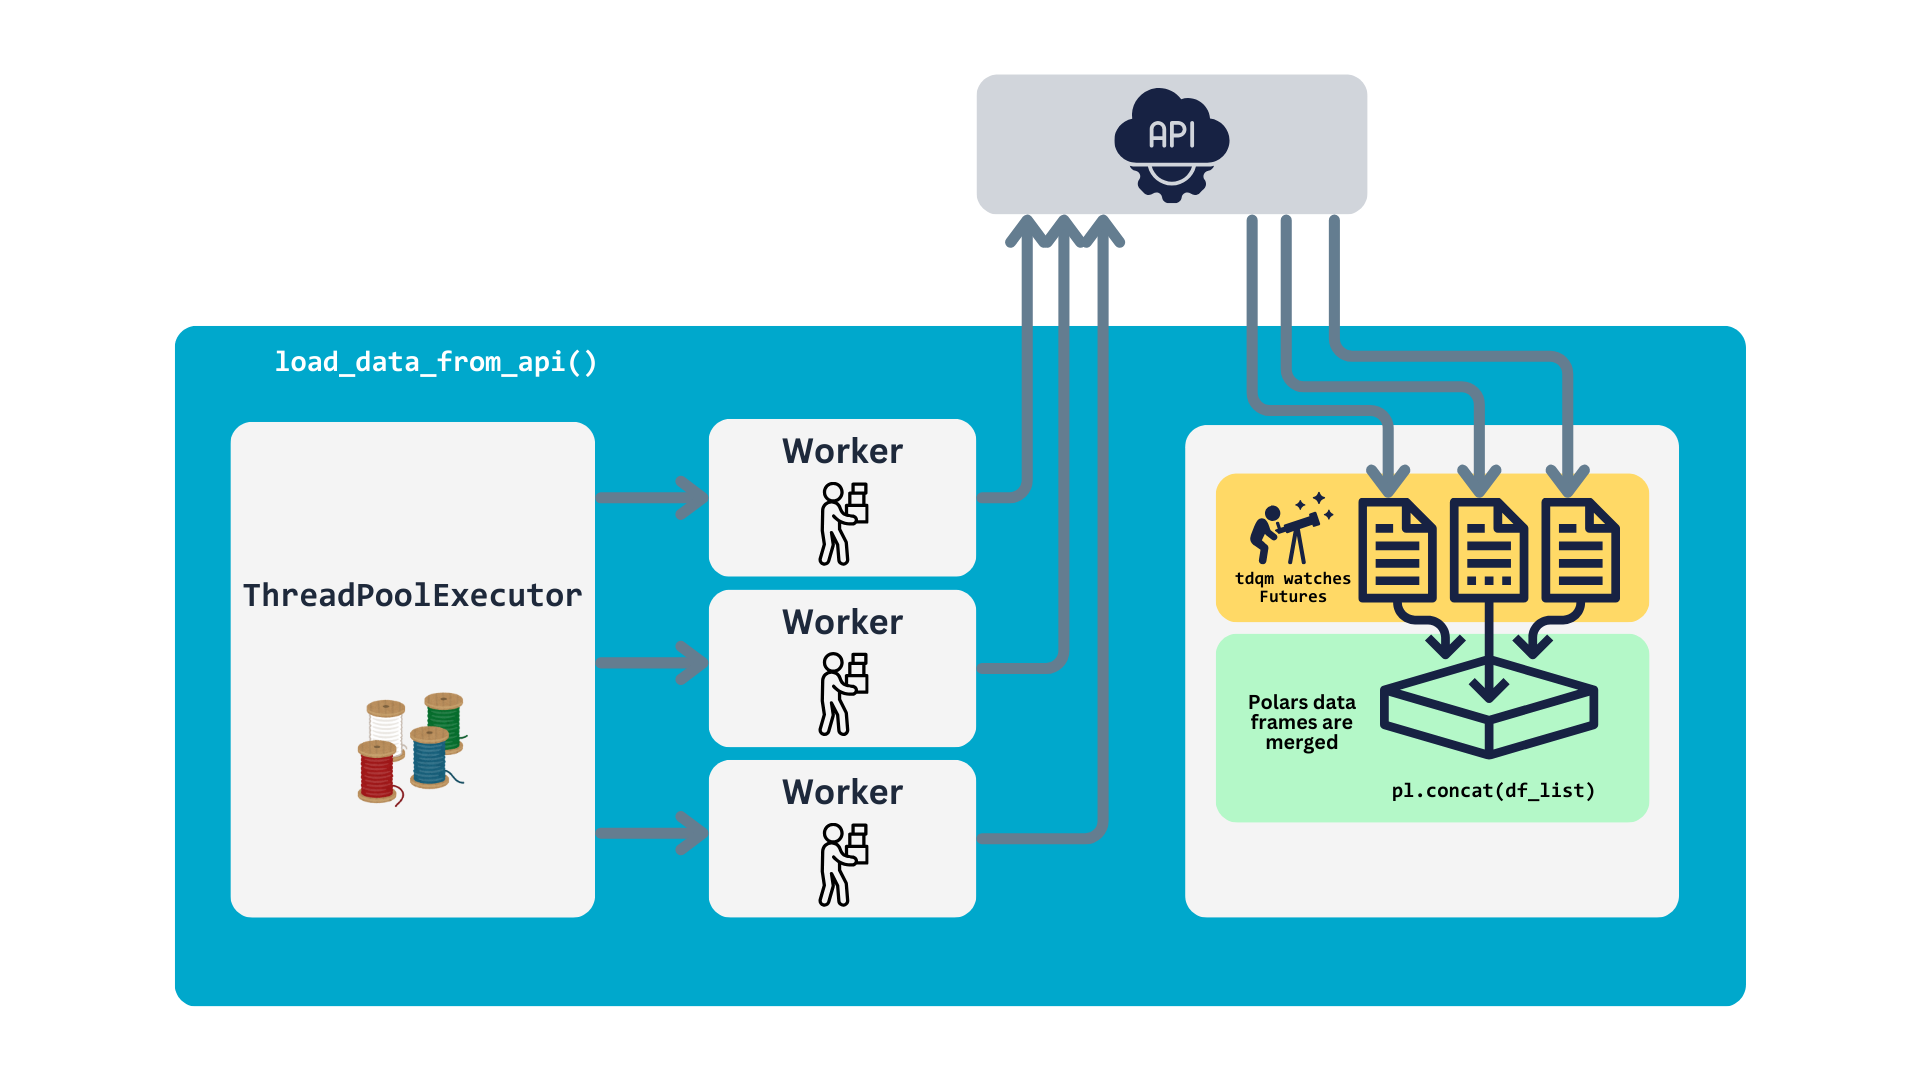 API
load_data_from_api()
ThreadPoolExecutor
Worker
Worker
Worker
tdqm watches
Futures
Polars data
frames are
merged
pl.concat(df_list)